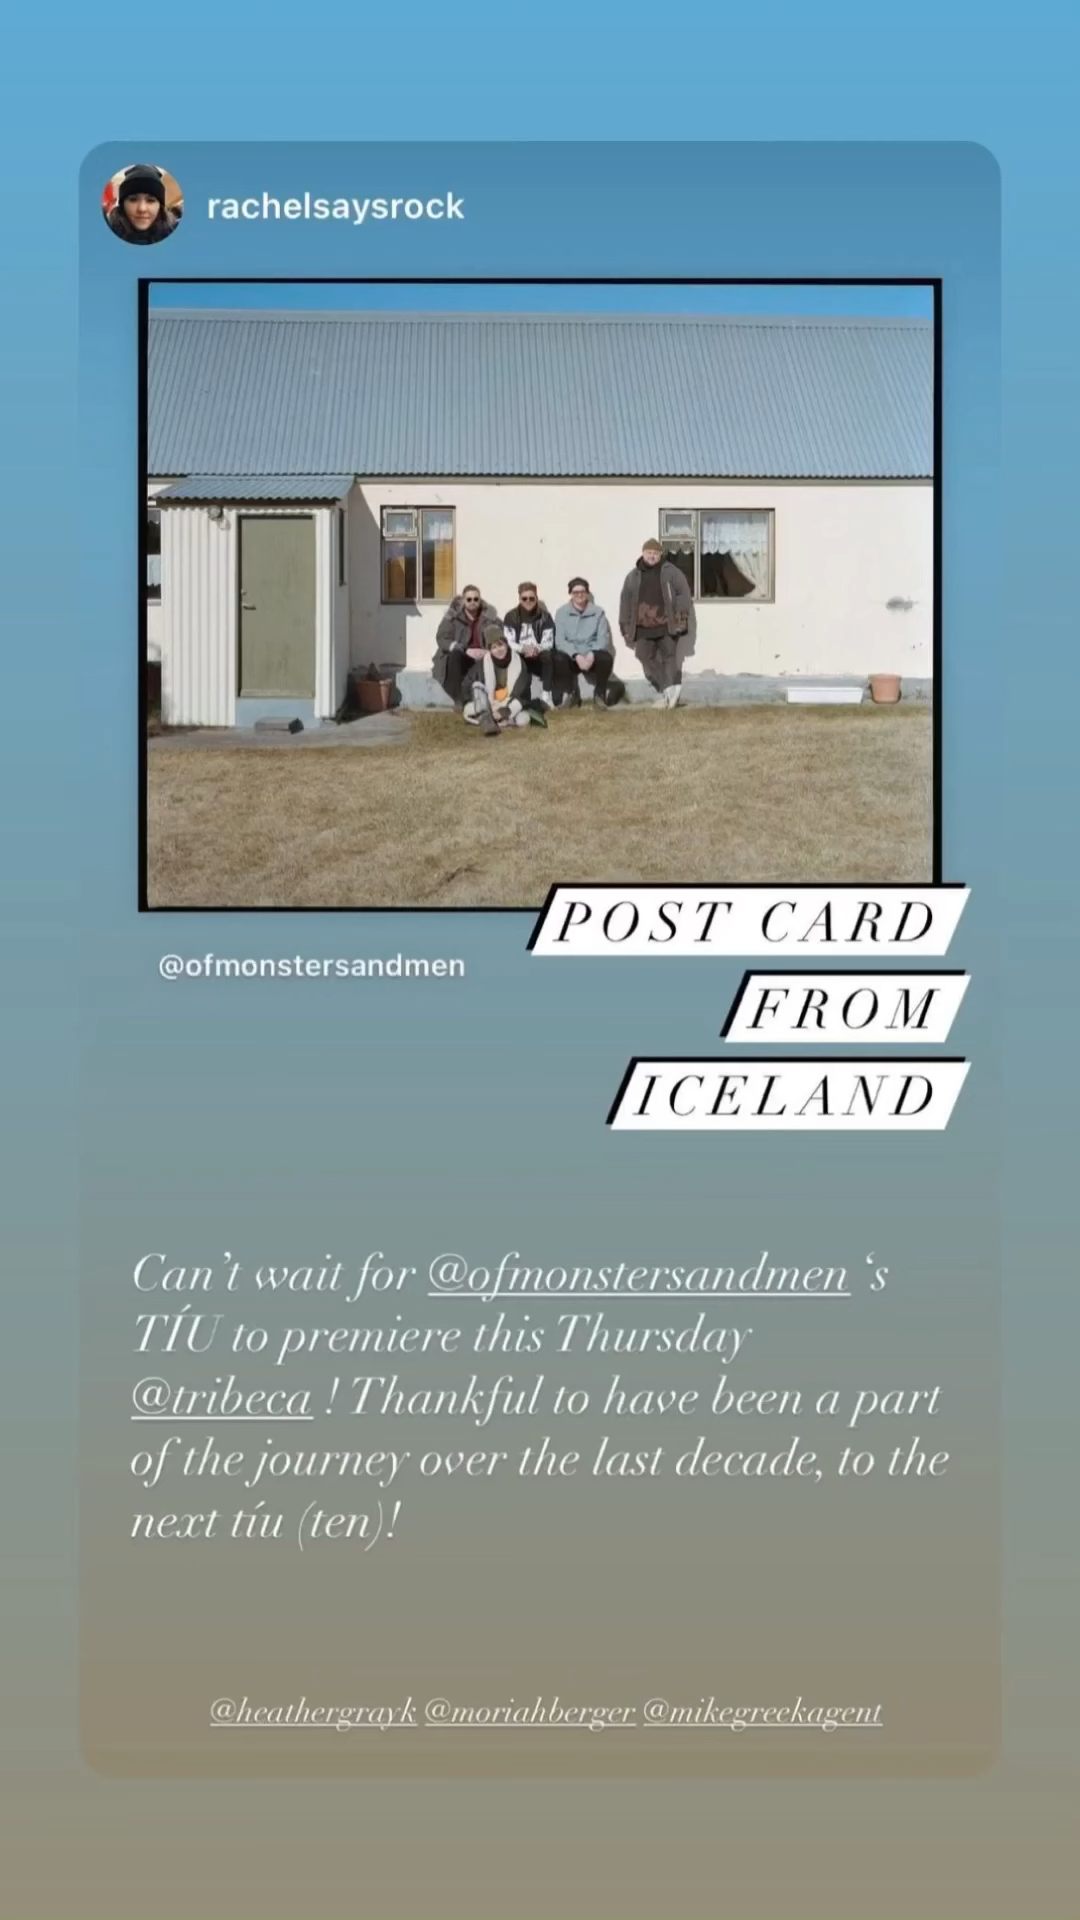 rachelsaysrock
POST CARD
FROM
ICELAND
@ofmonstersandmen
Can’t wait for @ofmonstersandmen ‘s
TÍU to premiere this Thursday
@tribeca ! Thankful to have been a part
of the journey over the last decade, to the
next tíu (ten)!
@heathergrayk @moriahberger @mikegreekagent